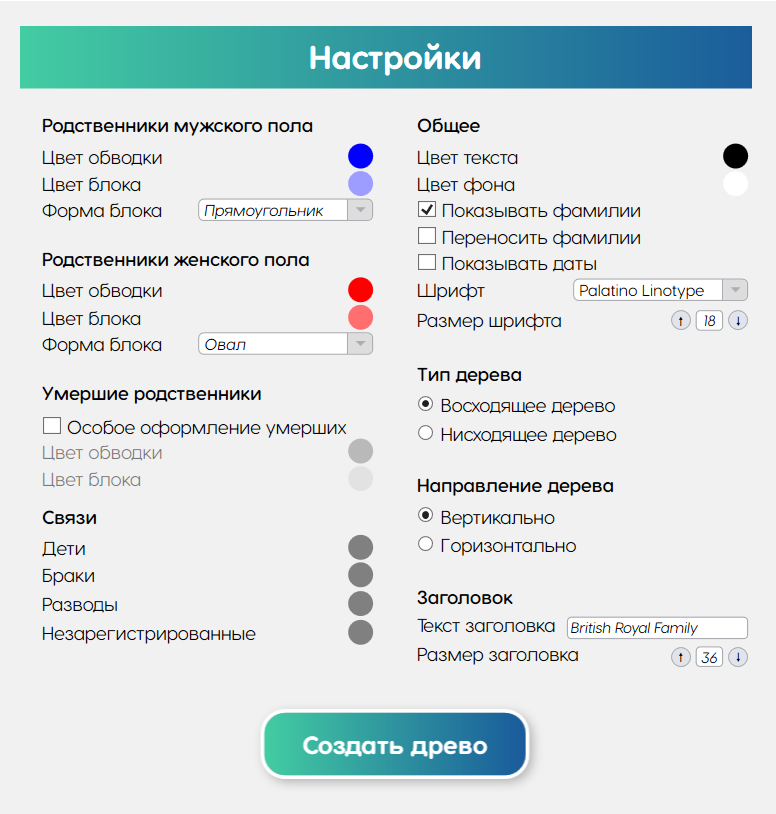 Настройки
Родственники мужского пола
Цвет обводки
Цвет блока
Форма блока Прямоугольник
Родственники женского пола
Цвет обводки
Цвет блока
Форма блока Овал
Умершие родственники
Особое оформление умерших
Цвет обводки
Цвет блока
Связи
Дети
Браки
Разводы
Незарегистрированные
Общее
Цвет текста
Цвет фона
Показывать фамилии
Переносить фамилии
Показывать даты
Шрифт Palatino Linotype
Размер шрифта ↑ 18 ↓
Тип дерева
Восходящее дерево
Нисходящее дерево
Направление дерева
Вертикально
Горизонтально
Заголовок
Текст заголовка British Royal Family
Размер заголовка ↑ 36 ↓
Создать древо